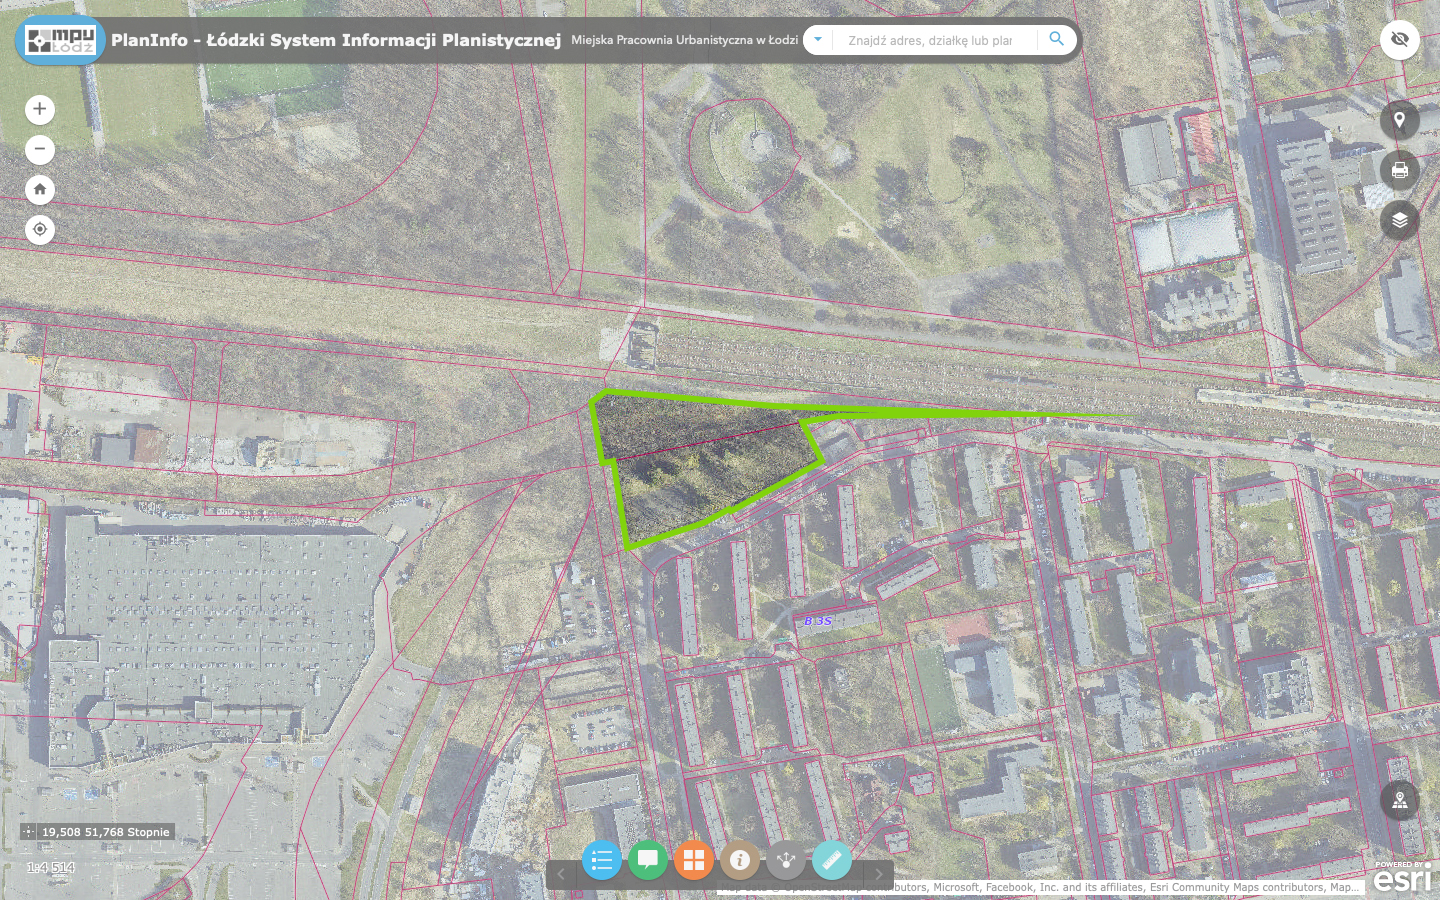 mpu
Łódź
PlanInfo - Łódzki System Informacji Planistycznej
Miejska Pracownia Urbanistyczna w Łodzi
Znajdź adres, działkę lub plan
B 3S
19,508 51,768 Stopnie
1:4 514
contributors, Microsoft, Facebook, Inc. and its affiliates, Esri Community Maps contributors, Map...
POWERED BY
esri